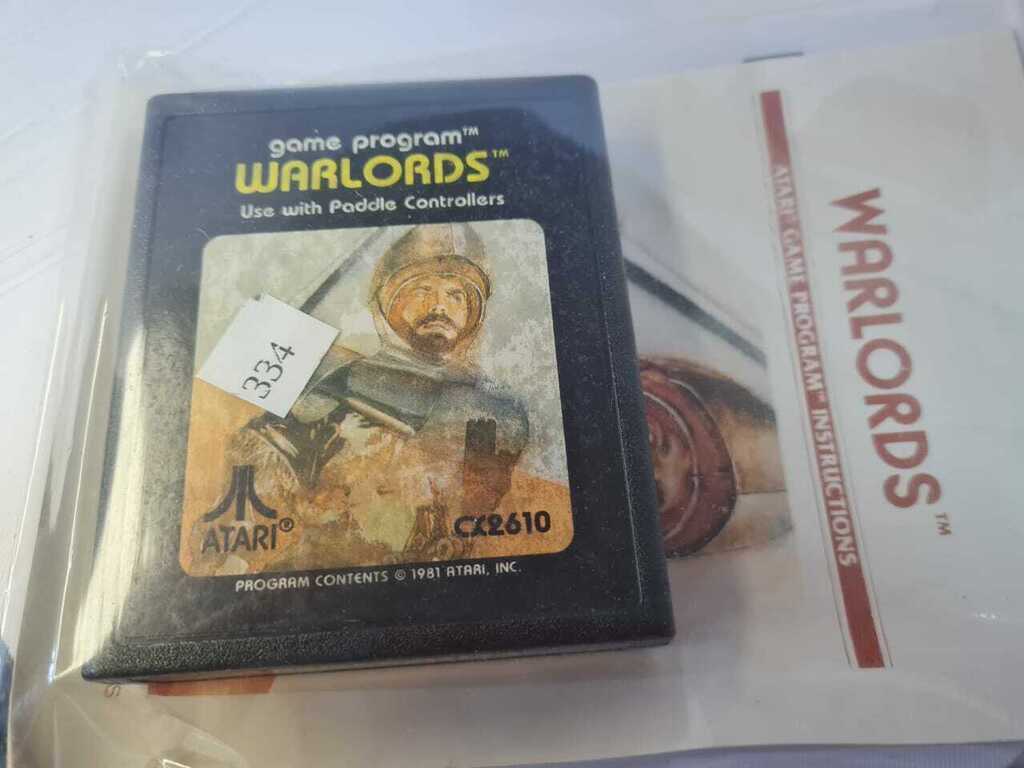 game program™
WARLORDS™
Use with Paddle Controllers
334
ATARI®
CX2610
PROGRAM CONTENTS © 1981 ATARI, INC.
WARLORDS™
ATARI® GAME PROGRAM™ INSTRUCTIONS